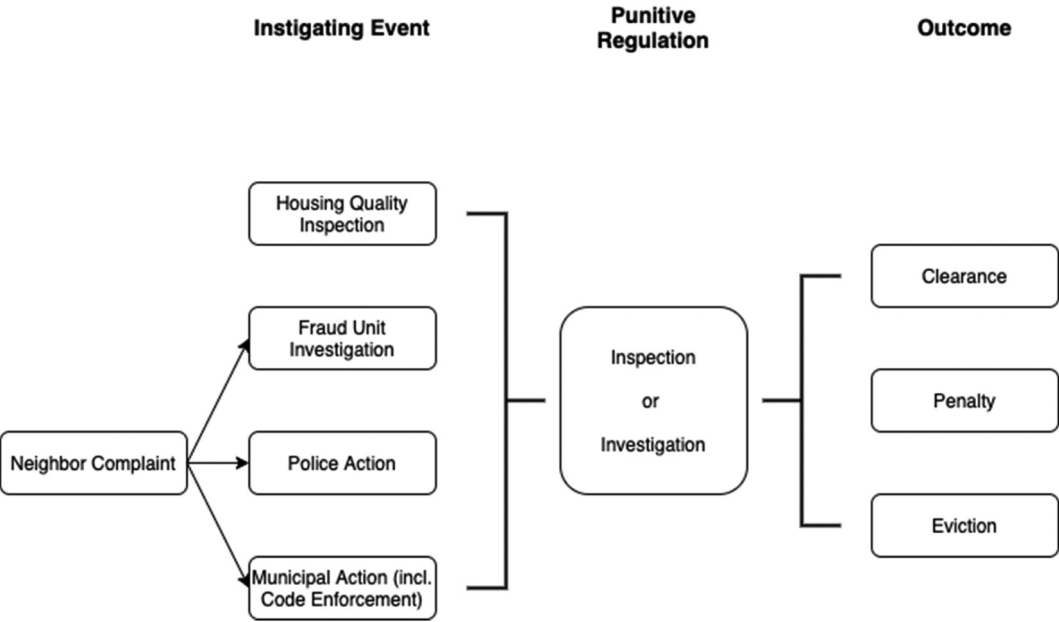 Instigating Event
Punitive
Regulation
Outcome
Housing Quality
Inspection
Fraud Unit
Investigation
Neighbor Complaint
Police Action
Municipal Action (incl.
Code Enforcement)
Inspection
or
Investigation
Clearance
Penalty
Eviction